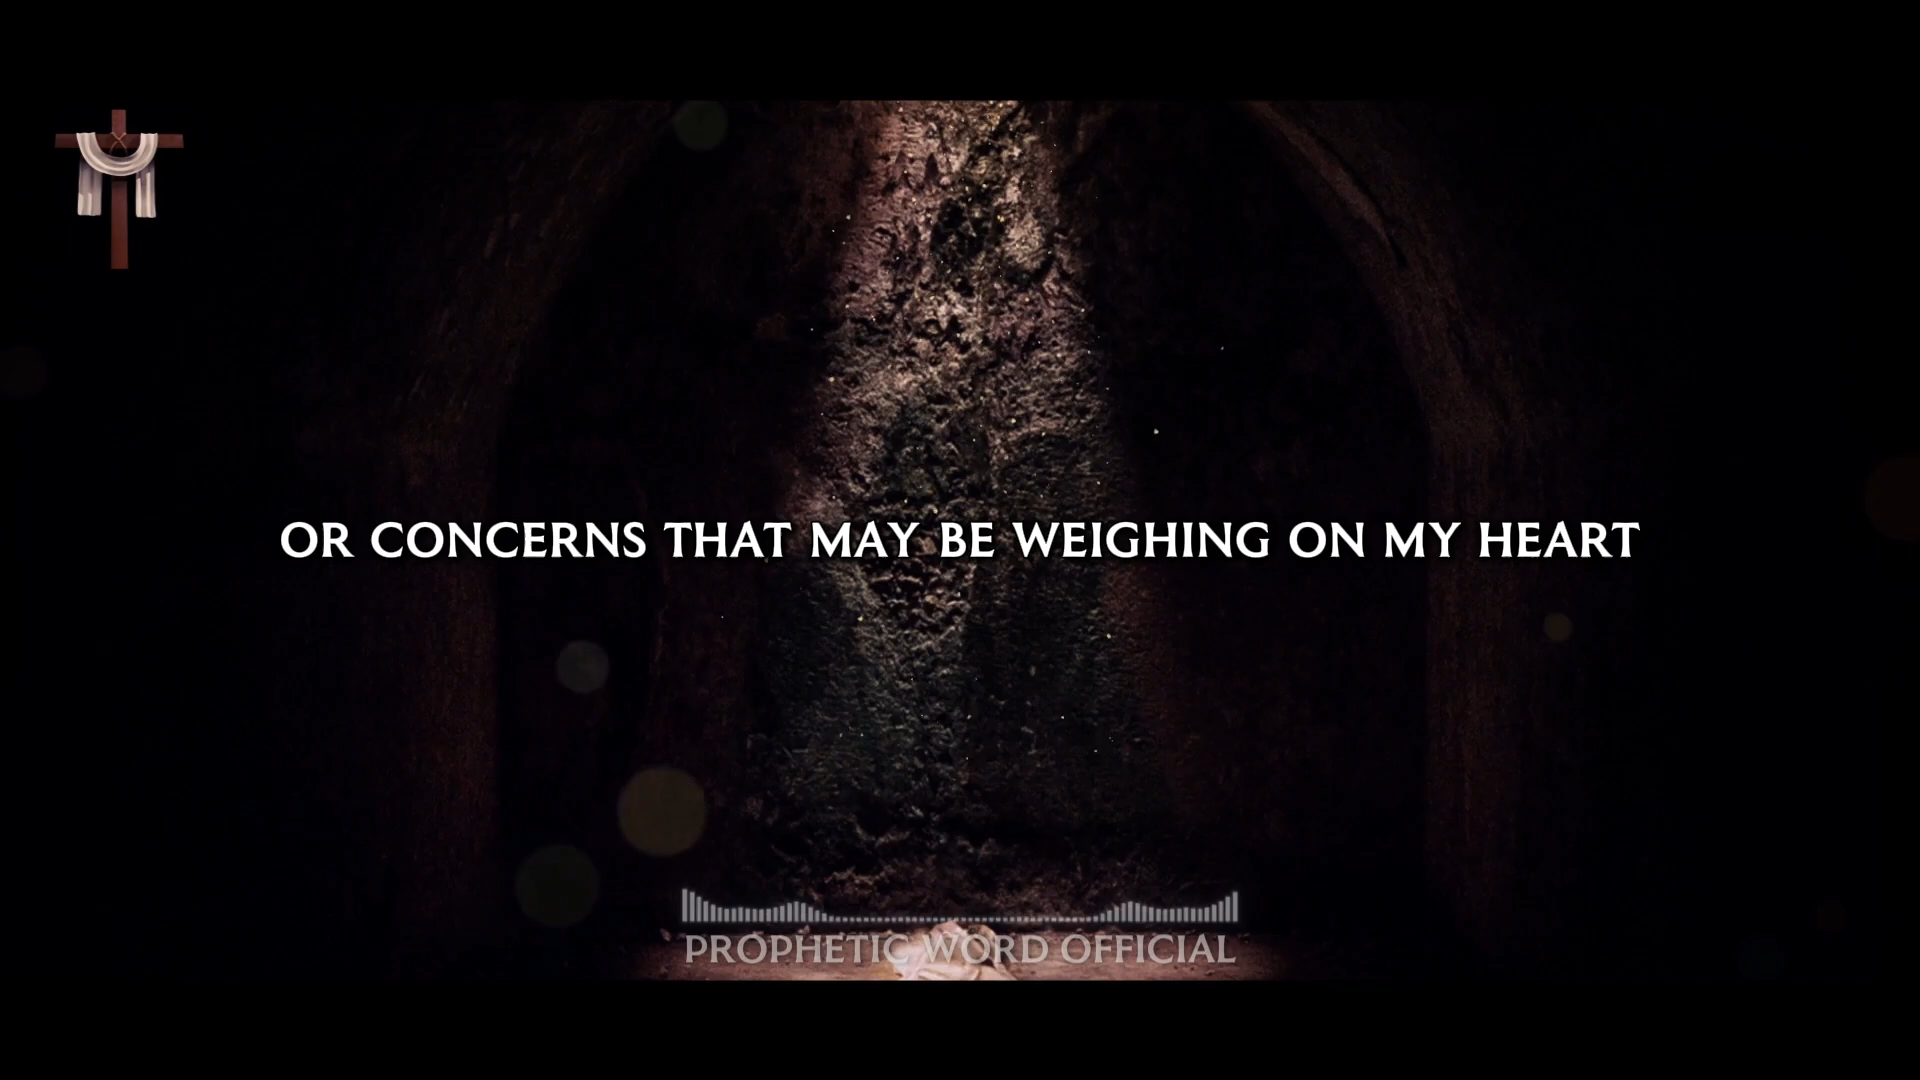 OR CONCERNS THAT MAY BE WEIGHING ON MY HEART
PROPHETIC WORD OFFICIAL